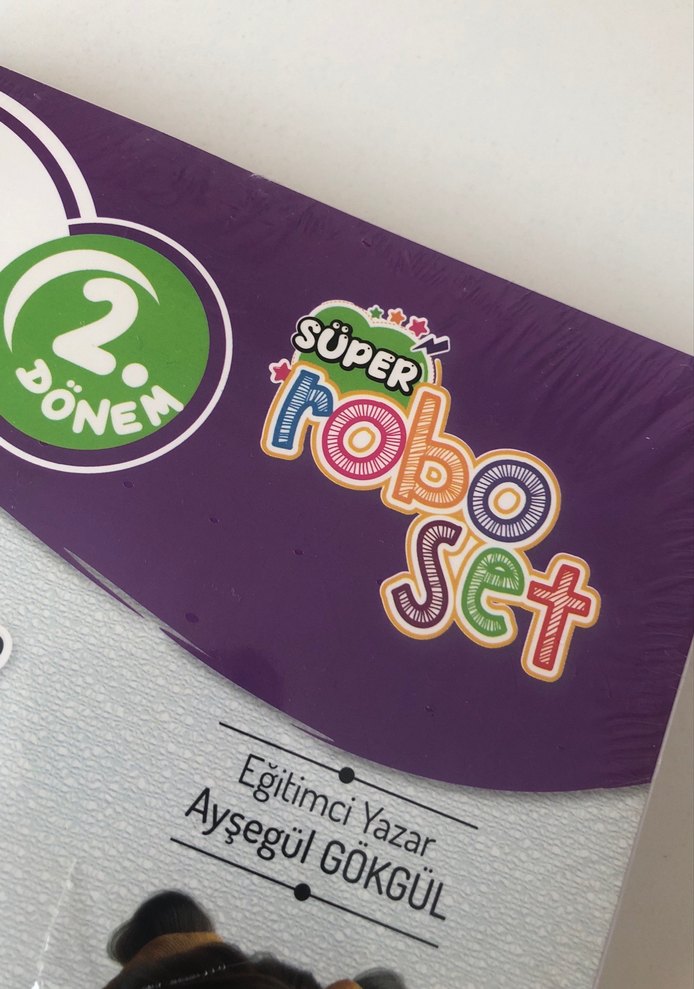 2.
DÖNEM
SÜPER
robo
set
Eğitimci Yazar
Ayşegül GÖKGÜL